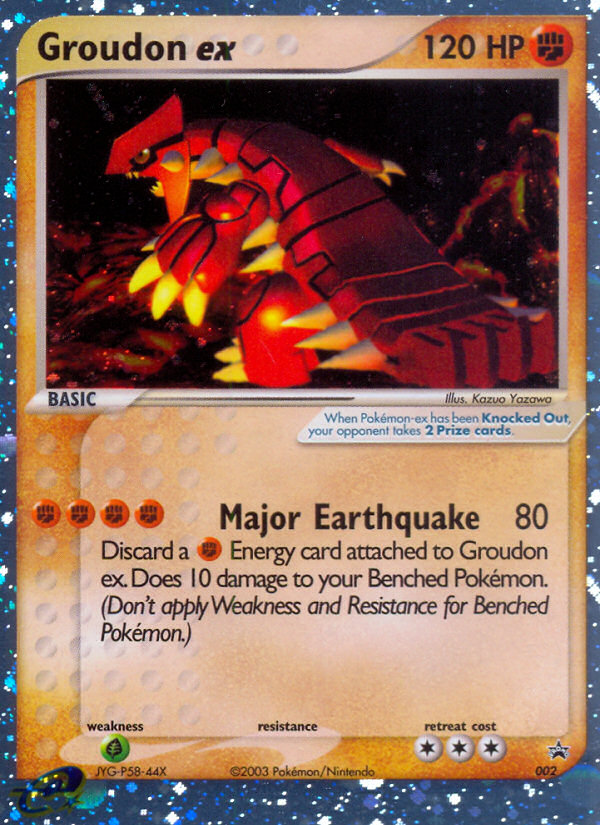 Groudon ex 120 HP
BASIC
Illus. Kazuo Yazawa
When Pokémon-ex has been Knocked Out,
your opponent takes 2 Prize cards.
Major Earthquake 80
Discard a Energy card attached to Groudon
ex. Does 10 damage to your Benched Pokémon.
(Don't apply Weakness and Resistance for Benched
Pokémon.)
weakness resistance retreat cost
JYG-P58-44X ©2003 Pokémon/Nintendo 002